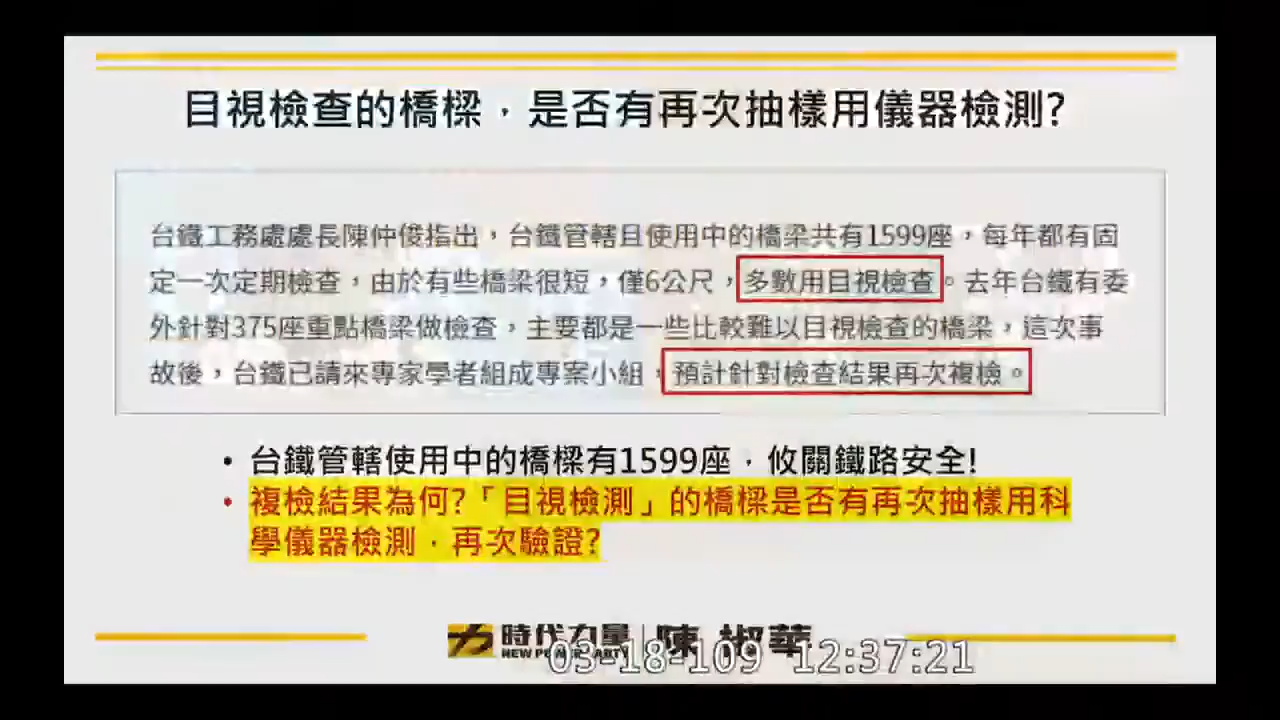 目視檢查的橋樑，是否有再次抽樣用儀器檢測?
台鐵工務處處長陳仲俊指出，台鐵管轄且使用中的橋梁共有1599座，每年都有固
定一次定期檢查，由於有些橋梁很短，僅6公尺，多數用目視檢查。去年台鐵有委
外針對375座重點橋梁做檢查，主要都是一些比較難以目視檢查的橋梁，這次事
故後，台鐵已請來專家學者組成專案小組，預計針對檢查結果再次複檢。
• 台鐵管轄使用中的橋樑有1599座，攸關鐵路安全!
• 複檢結果為何?「目視檢測」的橋樑是否有再次抽樣用科
學儀器檢測，再次驗證?
時代力量 陳椒華
NEW POWER PARTY
03-18-109 12:37:21